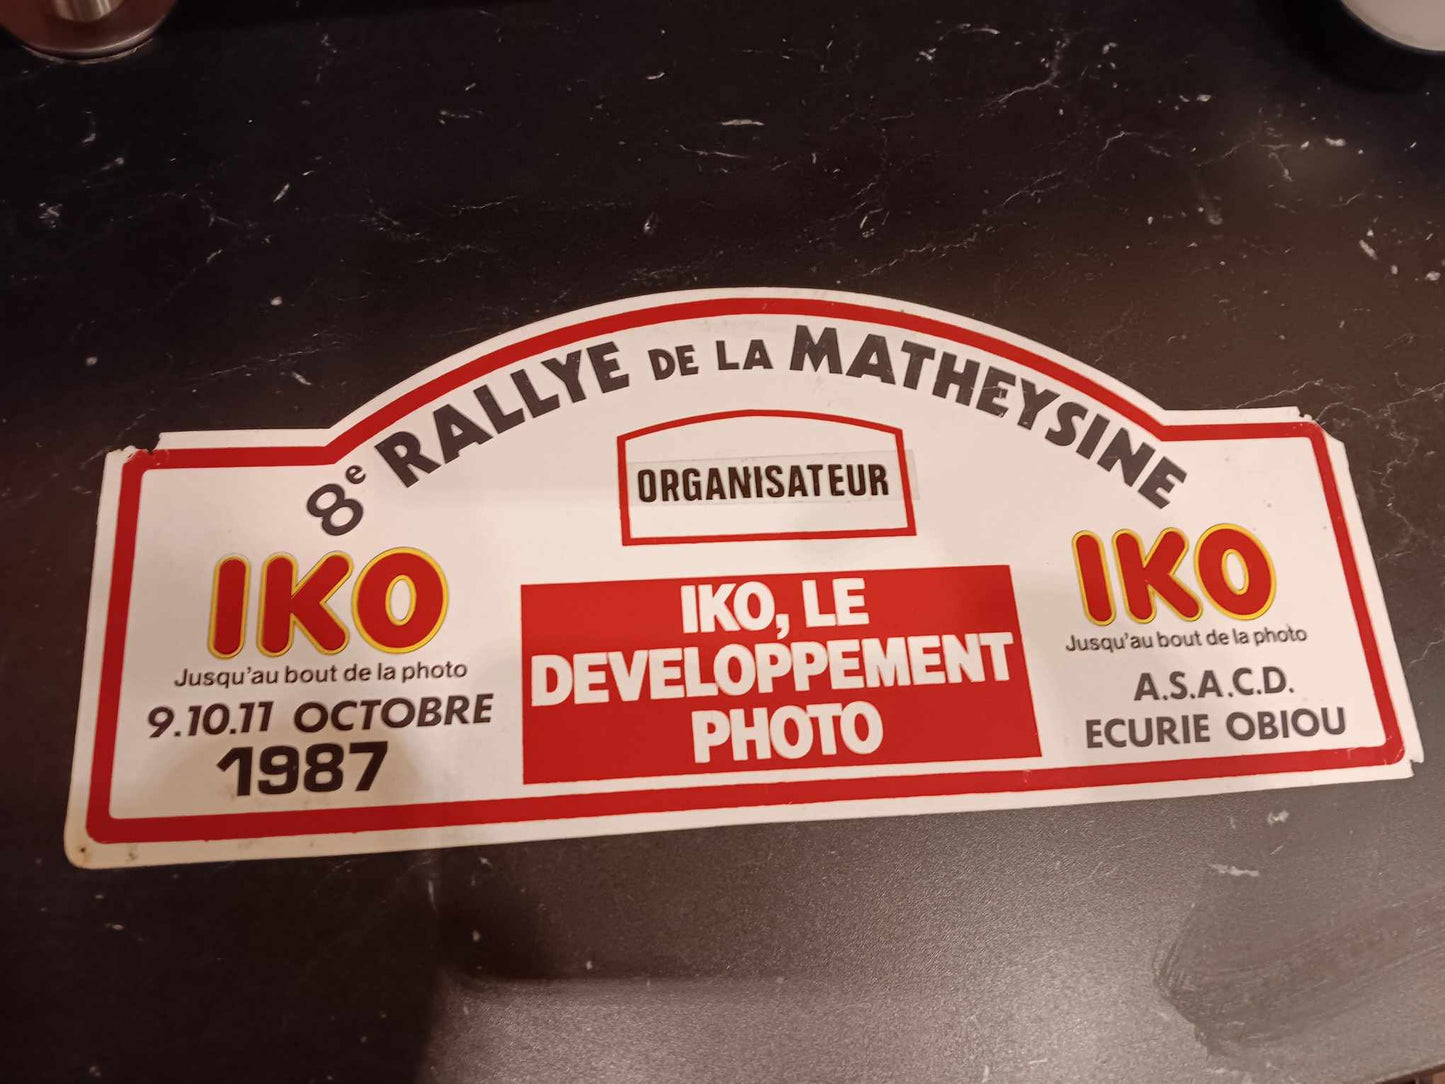 8e RALLYE DE LA MATHEYSINE
ORGANISATEUR
IKO
Jusqu'au bout de la photo
9.10.11 OCTOBRE
1987
IKO, LE
DEVELOPPEMENT
PHOTO
IKO
Jusqu'au bout de la photo
A.S.A.C.D.
ECURIE OBIOU